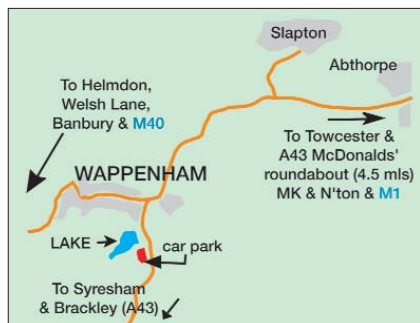 Slapton
Abthorpe
To Helmdon,
Welsh Lane,
Banbury & M40
To Towcester &
A43 McDonalds'
roundabout (4.5 mls)
MK & N'ton & M1
WAPPENHAM
LAKE
car park
To Syresham
& Brackley (A43)